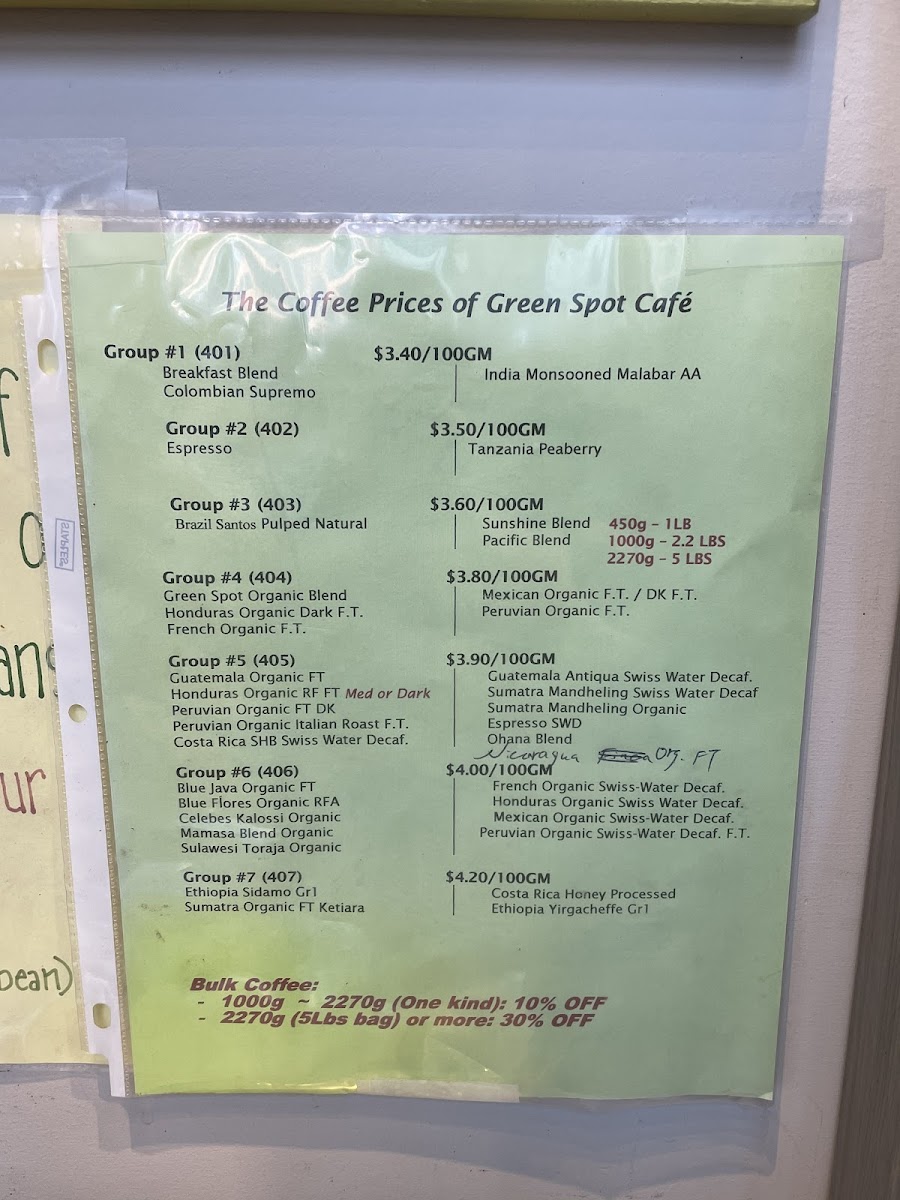 The Coffee Prices of Green Spot Café
Group #1 (401) $3.40/100GM
Breakfast Blend India Monsooned Malabar AA
Colombian Supremo
Group #2 (402) $3.50/100GM
Espresso Tanzania Peaberry
Group #3 (403) $3.60/100GM
Brazil Santos Pulped Natural Sunshine Blend 450g - 1LB
Pacific Blend 1000g - 2.2 LBS
2270g - 5 LBS
Group #4 (404) $3.80/100GM
Green Spot Organic Blend Mexican Organic F.T. / DK F.T.
Honduras Organic Dark F.T. Peruvian Organic F.T.
French Organic F.T.
Group #5 (405) $3.90/100GM
Guatemala Organic FT Guatemala Antiqua Swiss Water Decaf.
Honduras Organic RF FT Med or Dark Sumatra Mandheling Swiss Water Decaf
Peruvian Organic FT DK Sumatra Mandheling Organic
Peruvian Organic Italian Roast F.T. Espresso SWD
Costa Rica SHB Swiss Water Decaf. Ohana Blend
Nicoragua Org. FT
Group #6 (406) $4.00/100GM
Blue Java Organic FT French Organic Swiss-Water Decaf.
Blue Flores Organic RFA Honduras Organic Swiss Water Decaf.
Celebes Kalossi Organic Mexican Organic Swiss-Water Decaf.
Mamasa Blend Organic Peruvian Organic Swiss-Water Decaf. F.T.
Sulawesi Toraja Organic
Group #7 (407) $4.20/100GM
Ethiopia Sidamo Gr1 Costa Rica Honey Processed
Sumatra Organic FT Ketiara Ethiopia Yirgacheffe Gr1
Bulk Coffee:
- 1000g ~ 2270g (One kind): 10% OFF
- 2270g (5Lbs bag) or more: 30% OFF
STAPLES
bean)